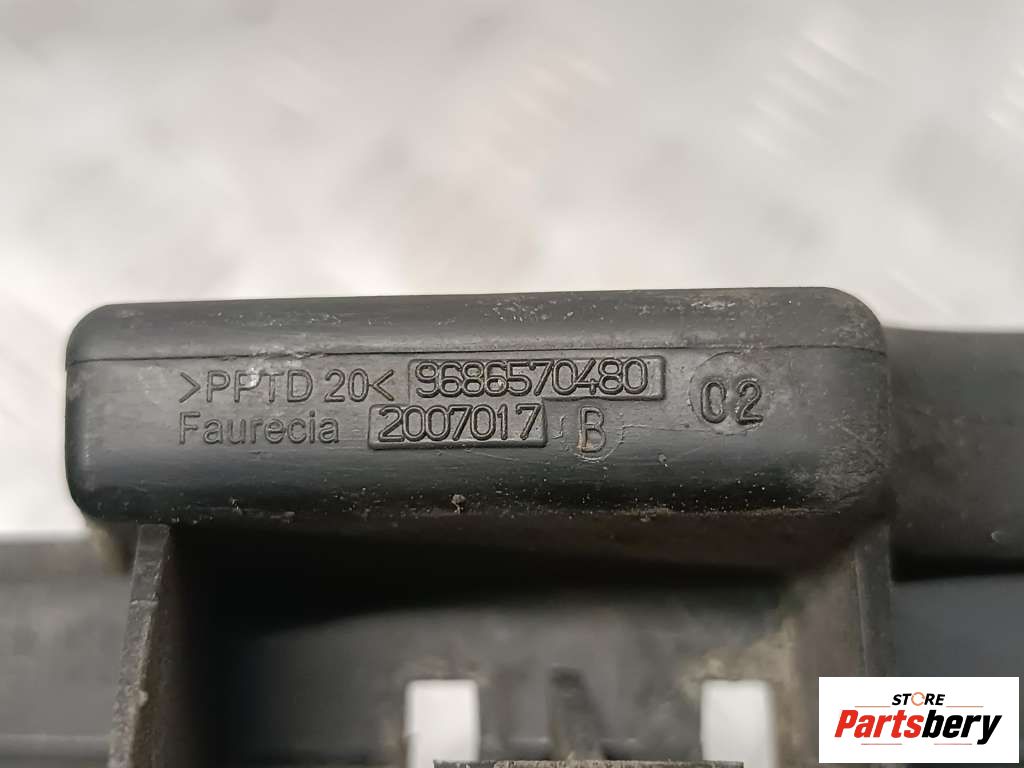 >PPTD 20< 9686570480
Faurecia 2007017 B 02
STORE
Partsbery